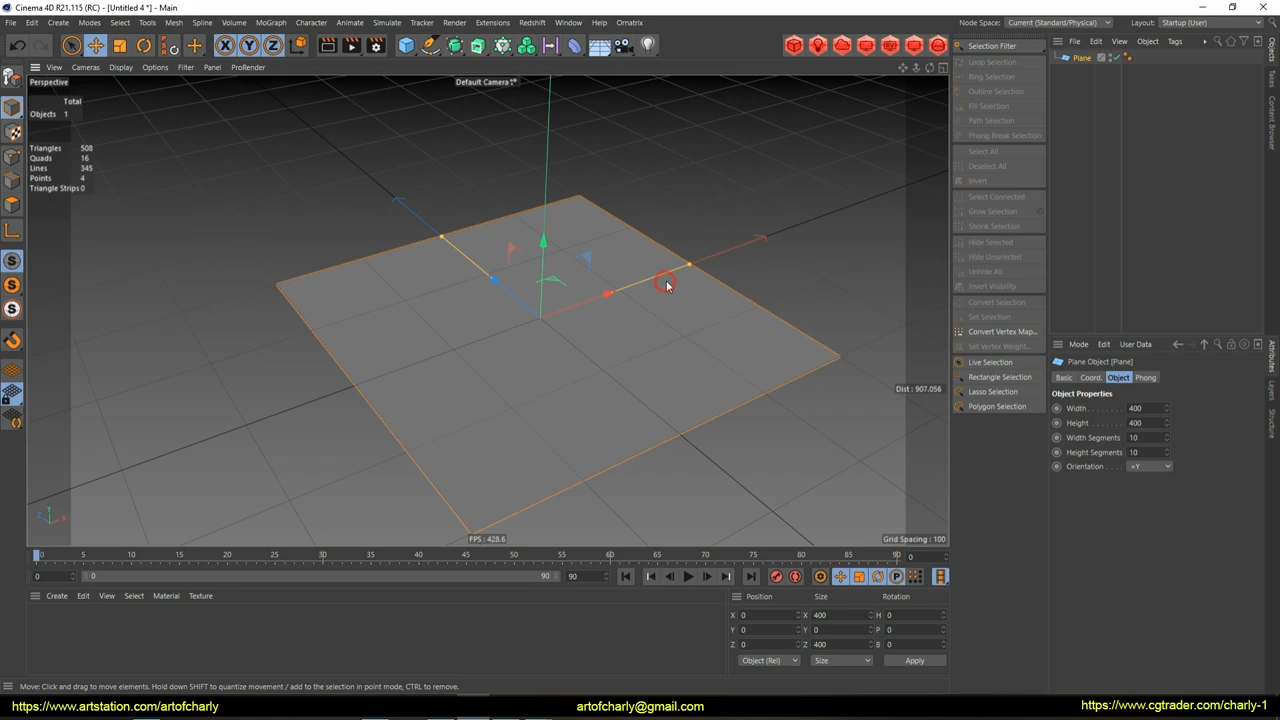 Cinema 4D R21.115 (RC) - [Untitled 4 *] - Main
File Edit Create Modes Select Tools Mesh Spline Volume MoGraph Character Animate Simulate Tracker Render Extensions Redshift Window Help Ornatrix
Node Space: Current (Standard/Physical) Layout: Startup (User)
X Y Z
View Cameras Display Options Filter Panel ProRender
Perspective
Default Camera
Total
Objects 1
Triangles 508
Quads 16
Lines 345
Points 4
Triangle Strips 0
Dist : 907.056
FPS : 428.6
Grid Spacing : 100
Y
Z X
Selection Filter
Loop Selection
Ring Selection
Outline Selection
Fill Selection
Path Selection
Phong Break Selection
Select All
Deselect All
Invert
Select Connected
Grow Selection
Shrink Selection
Hide Selected
Hide Unselected
Unhide All
Invert Visibility
Convert Selection
Set Selection
Convert Vertex Map...
Set Vertex Weight...
Live Selection
Rectangle Selection
Lasso Selection
Polygon Selection
File Edit View Object Tags
Plane
Objects
Takes
Content Browser
Attributes
Layers
Structure
Mode Edit User Data
Plane Object [Plane]
Basic Coord. Object Phong
Object Properties
Width 400
Height 400
Width Segments 10
Height Segments 10
Orientation +Y
0 5 10 15 20 25 30 35 40 45 50 55 60 65 70 75 80 85 90 0
0 0 90 90
P
Create Edit View Select Material Texture
Position Size Rotation
X 0 X 400 H 0
Y 0 Y 0 P 0
Z 0 Z 400 B 0
Object (Rel) Size Apply
Move: Click and drag to move elements. Hold down SHIFT to quantize movement / add to the selection in point mode, CTRL to remove.
https://www.artstation.com/artofcharly artofcharly@gmail.com https://www.cgtrader.com/charly-1